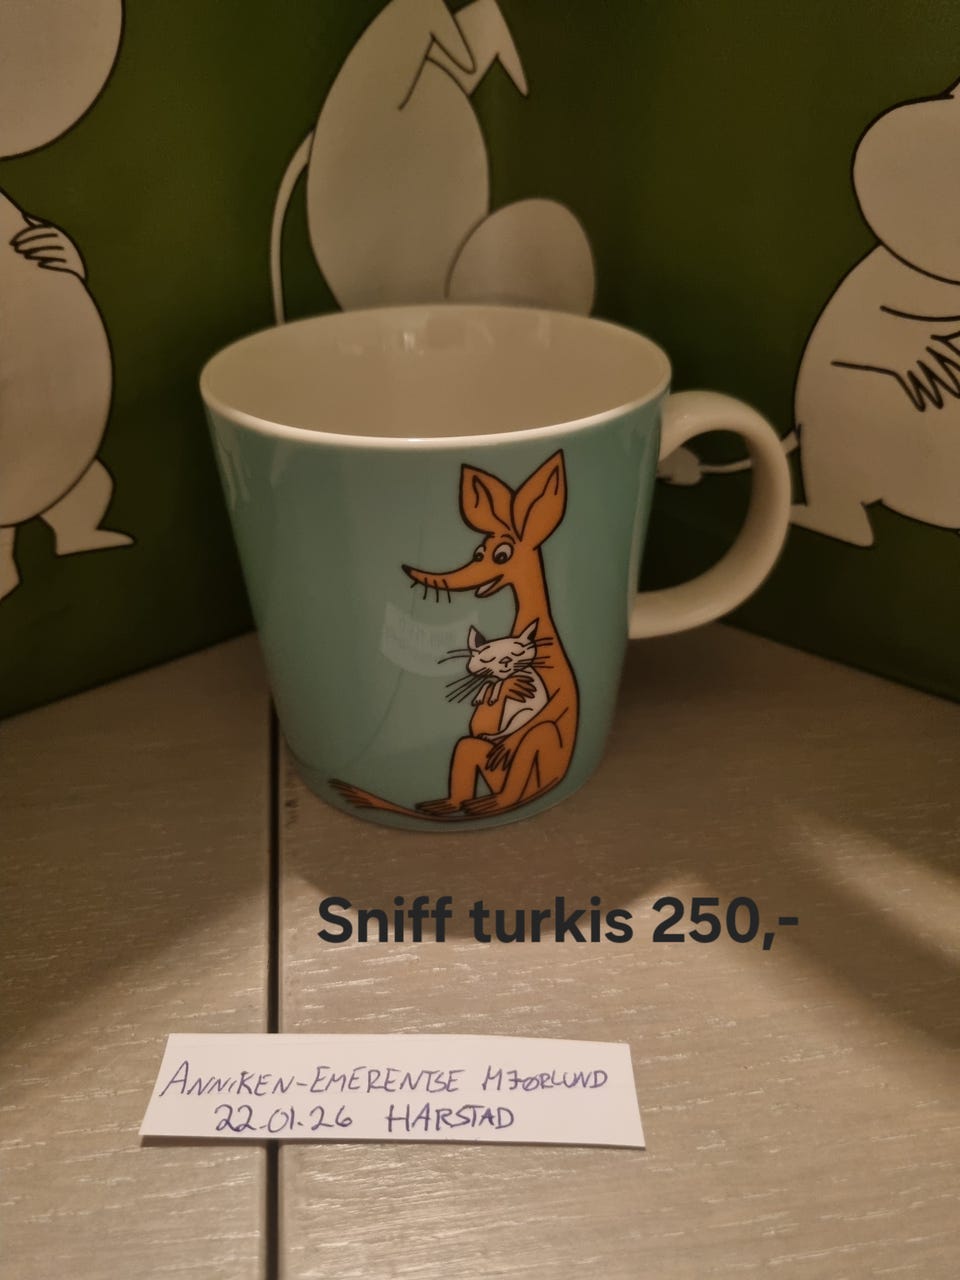 Sniff turkis 250,-
ANNIKEN-EMERENTSE MJØRLUND
22.01.26 HARSTAD